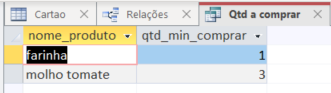 Cartao Relações Qtd a comprar
nome_produto qtd_min_comprar
farinha 1
molho tomate 3